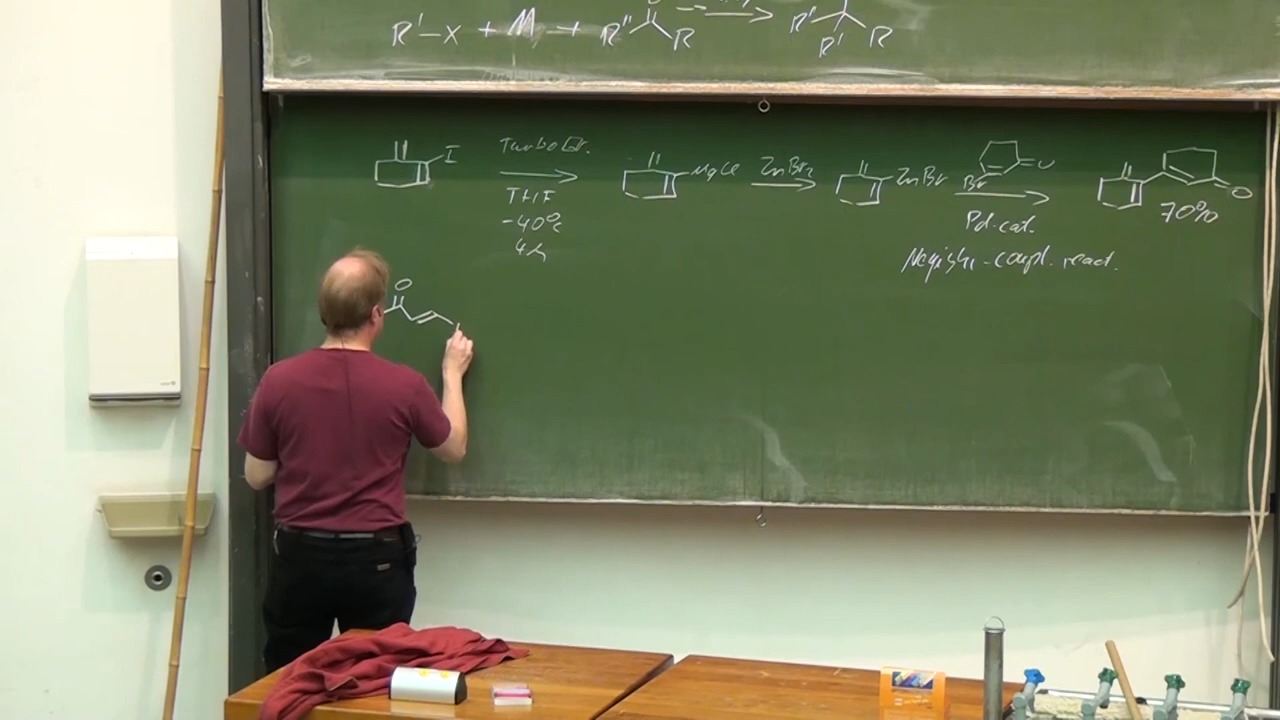 R'-X + M + R" R → R" R' R
I Turbo Gr. MgCl ZnBr₂ ZnBr Br O O
THF
-40°C
4h
Pd-cat. 70%
Negishi-coupl. react.
O